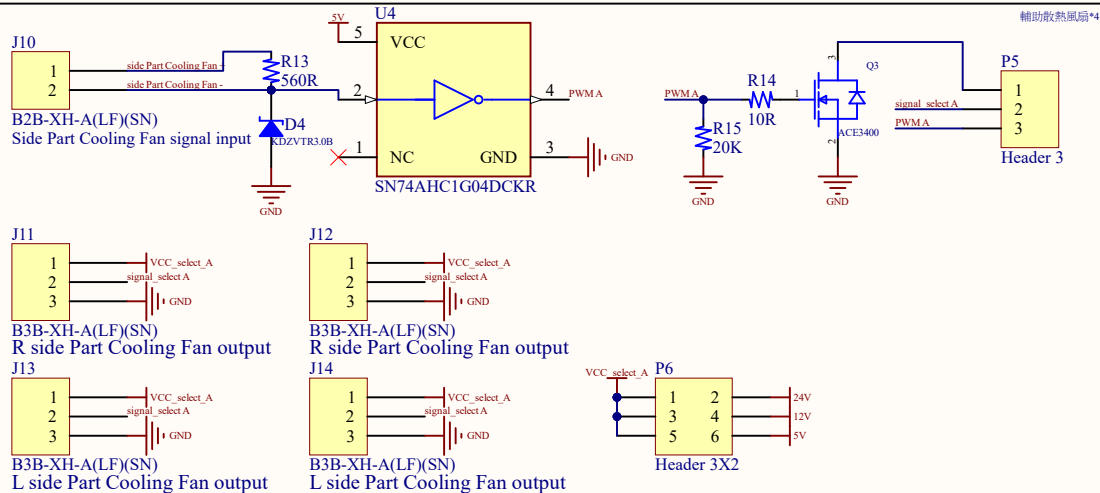 輔助散熱風扇*4
J10
1
2
side Part Cooling Fan +
side Part Cooling Fan -
B2B-XH-A(LF)(SN)
Side Part Cooling Fan signal input
R13
560R
D4
KDZVTR3.0B
GND
5V
U4
5
VCC
2
4
PWM A
1
NC
GND
3
GND
SN74AHC1G04DCKR
PWM A
R14
10R
R15
20K
GND
1
3
Q3
ACE3400
2
GND
signal_select A
PWM A
P5
1
2
3
Header 3
J11
1
2
3
VCC_select_A
signal_select A
GND
B3B-XH-A(LF)(SN)
R side Part Cooling Fan output
J12
1
2
3
VCC_select_A
signal_select A
GND
B3B-XH-A(LF)(SN)
R side Part Cooling Fan output
J13
1
2
3
VCC_select_A
signal_select A
GND
B3B-XH-A(LF)(SN)
L side Part Cooling Fan output
J14
1
2
3
VCC_select_A
signal_select A
GND
B3B-XH-A(LF)(SN)
L side Part Cooling Fan output
VCC_select_A
P6
1 2
3 4
5 6
24V
12V
5V
Header 3X2